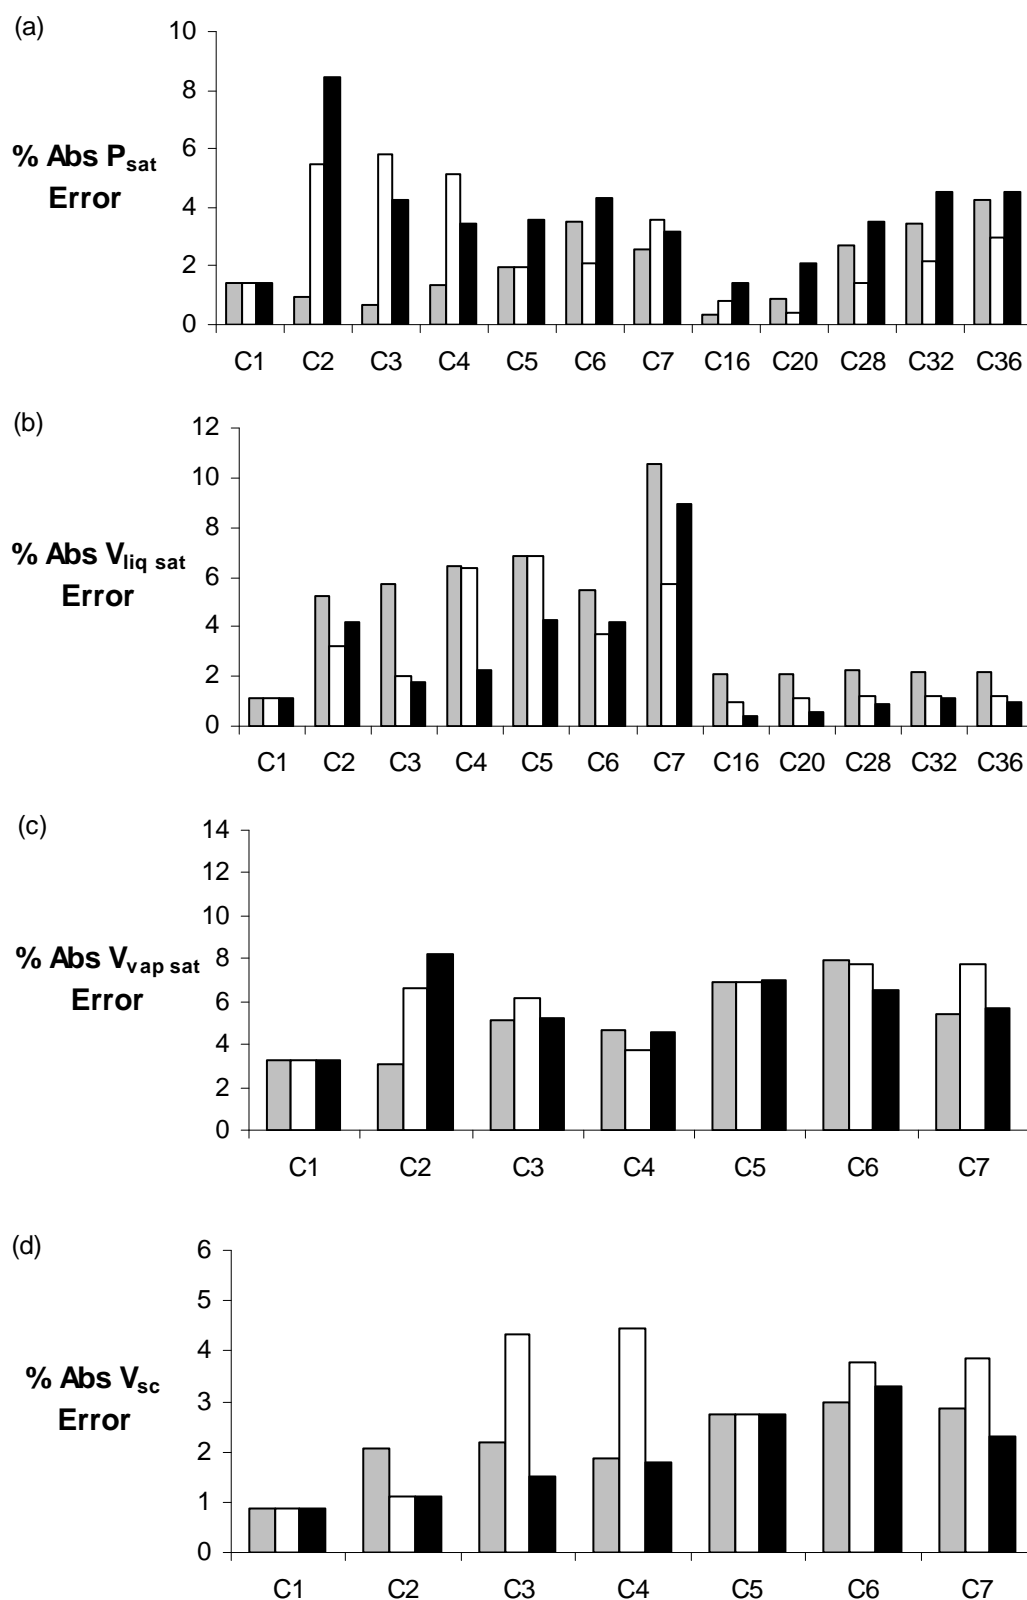 (a)
10
8
6
4
2
0
% Abs Psat
Error
C1 C2 C3 C4 C5 C6 C7 C16 C20 C28 C32 C36
(b)
12
10
8
6
4
2
0
% Abs Vliq sat
Error
C1 C2 C3 C4 C5 C6 C7 C16 C20 C28 C32 C36
(c)
14
12
10
8
6
4
2
0
% Abs Vvap sat
Error
C1 C2 C3 C4 C5 C6 C7
(d)
6
5
4
3
2
1
0
% Abs Vsc
Error
C1 C2 C3 C4 C5 C6 C7